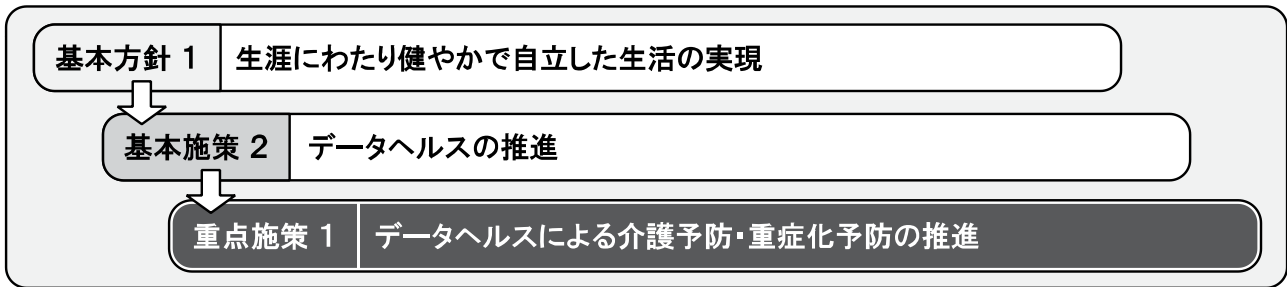 基本方針 1 生涯にわたり健やかで自立した生活の実現
基本施策 2 データヘルスの推進
重点施策 1 データヘルスによる介護予防・重症化予防の推進